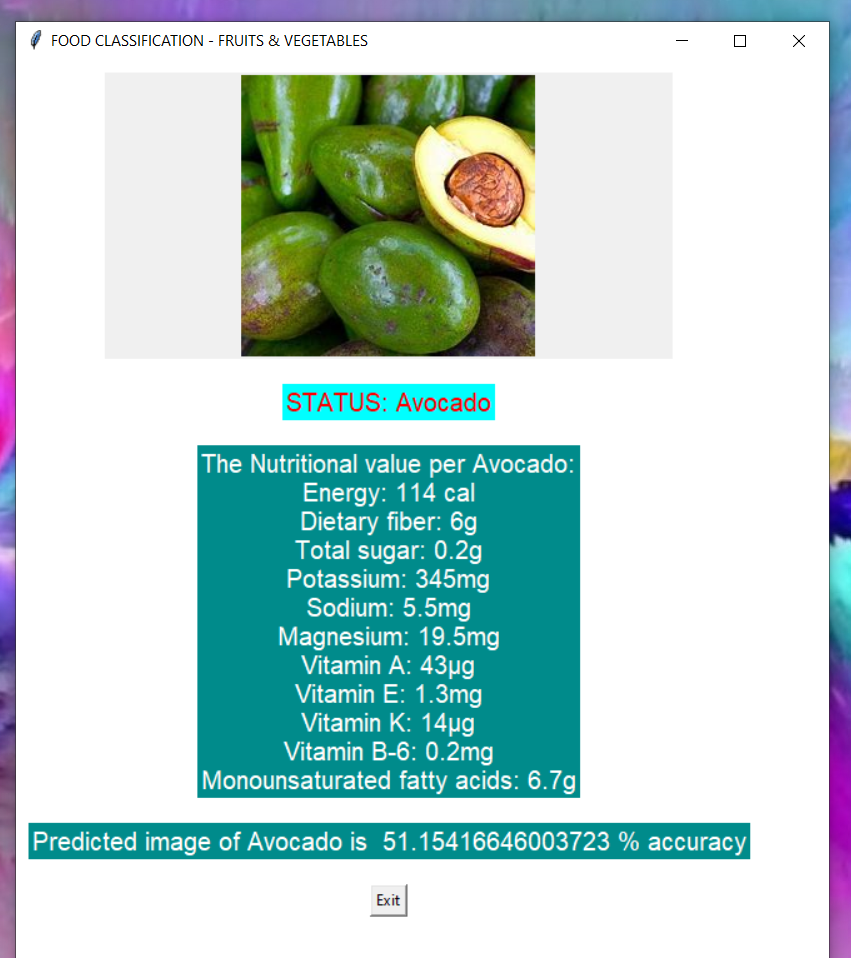 FOOD CLASSIFICATION - FRUITS & VEGETABLES
STATUS: Avocado
The Nutritional value per Avocado:
Energy: 114 cal
Dietary fiber: 6g
Total sugar: 0.2g
Potassium: 345mg
Sodium: 5.5mg
Magnesium: 19.5mg
Vitamin A: 43µg
Vitamin E: 1.3mg
Vitamin K: 14µg
Vitamin B-6: 0.2mg
Monounsaturated fatty acids: 6.7g
Predicted image of Avocado is  51.15416646003723 % accuracy
Exit